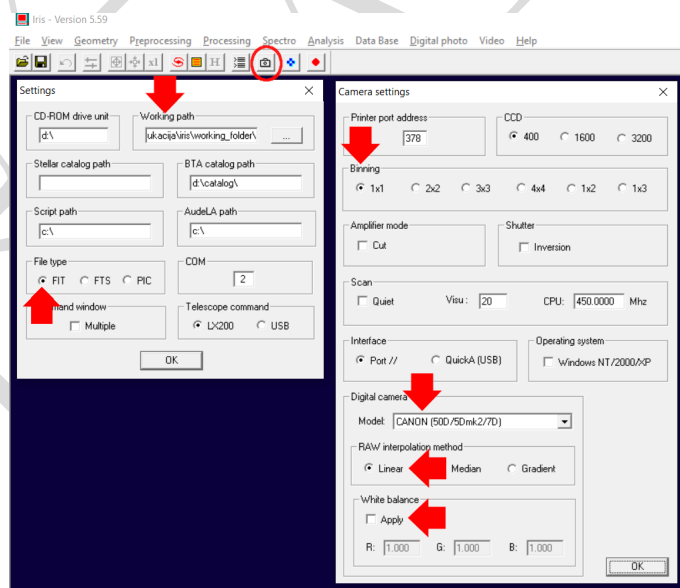 Iris - Version 5.59
File View Geometry Preprocessing Processing Spectro Analysis Data Base Digital photo Video Help
x1 H
Settings
CD-ROM drive unit
d:\
Working path
ukacija\iris\working_folder\ ...
Stellar catalog path
BTA catalog path
d:\catalog\
Script path
c:\
AudeLA path
c:\
File type
FIT FTS PIC
COM
2
mand window
Multiple
Telescope command
LX200 USB
OK
Camera settings
Printer port address
378
CCD
400 1600 3200
Binning
1x1 2x2 3x3 4x4 1x2 1x3
Amplifier mode
Cut
Shutter
Inversion
Scan
Quiet Visu : 20 CPU: 450.0000 Mhz
Interface
Port // QuickA (USB)
Operating system
Windows NT/2000/XP
Digital camera
Model: CANON (50D/5Dmk2/7D)
RAW interpolation method
Linear Median Gradient
White balance
Apply
R: 1.000 G: 1.000 B: 1.000
OK